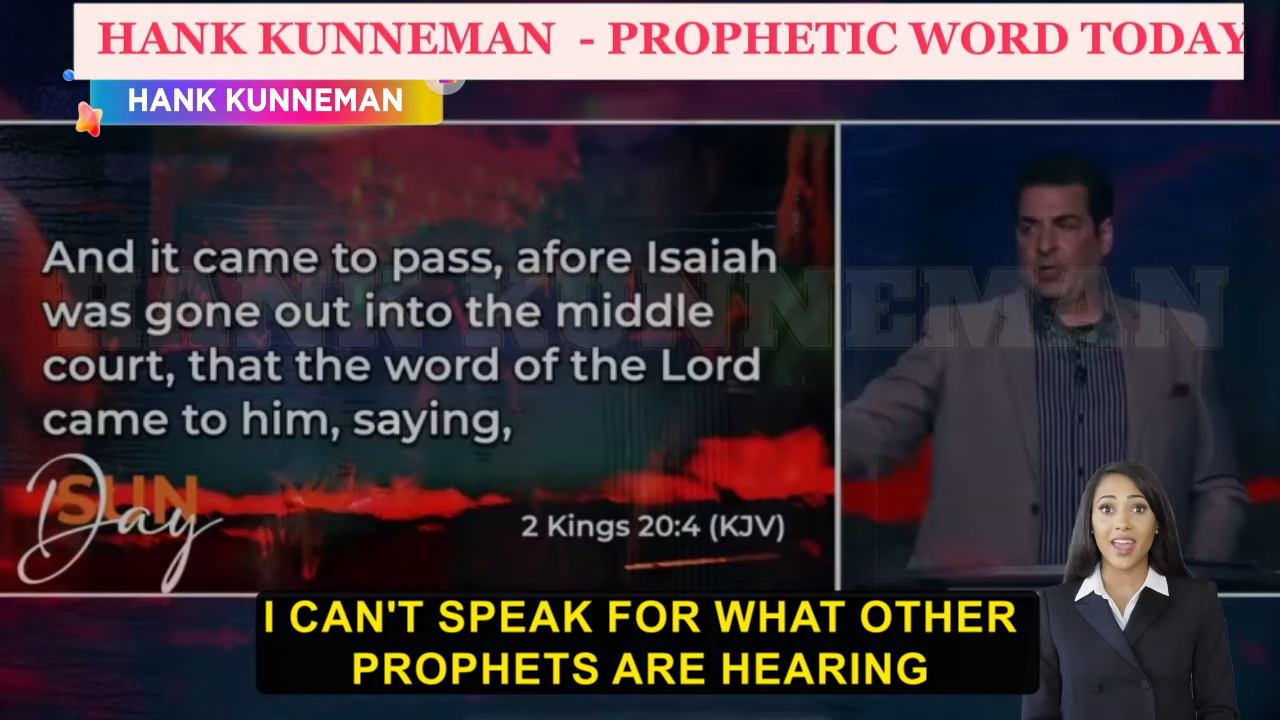 HANK KUNNEMAN - PROPHETIC WORD TODAY
HANK KUNNEMAN
And it came to pass, afore Isaiah
was gone out into the middle
court, that the word of the Lord
came to him, saying,
HANK KUNNEMAN
SUN
Day
2 Kings 20:4 (KJV)
I CAN'T SPEAK FOR WHAT OTHER
PROPHETS ARE HEARING